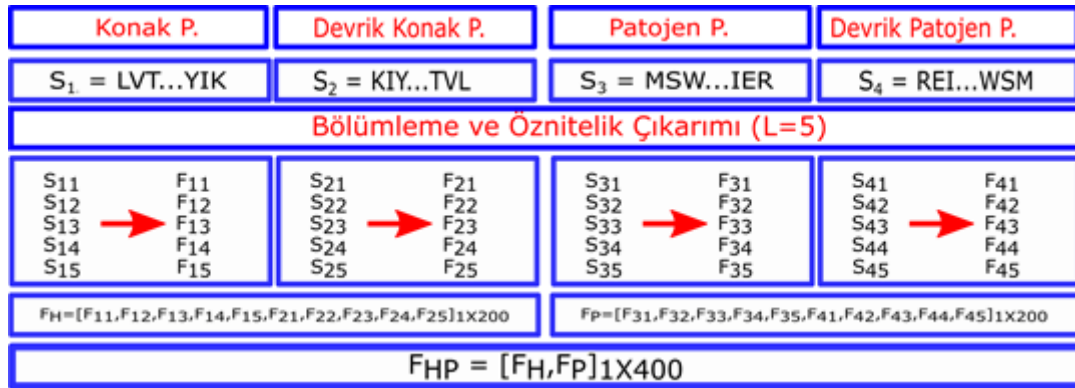 Konak P. Devrik Konak P. Patojen P. Devrik Patojen P.
S1. = LVT...YIK S2 = KIY...TVL S3 = MSW...IER S4 = REI...WSM
Bölümleme ve Öznitelik Çıkarımı (L=5)
S11 F11 S21 F21 S31 F31 S41 F41
S12 F12 S22 F22 S32 F32 S42 F42
S13 F13 S23 F23 S33 F33 S43 F43
S14 F14 S24 F24 S34 F34 S44 F44
S15 F15 S25 F25 S35 F35 S45 F45
FH=[F11,F12,F13,F14,F15,F21,F22,F23,F24,F25]1X200 FP=[F31,F32,F33,F34,F35,F41,F42,F43,F44,F45]1X200
FHP = [FH,FP]1X400